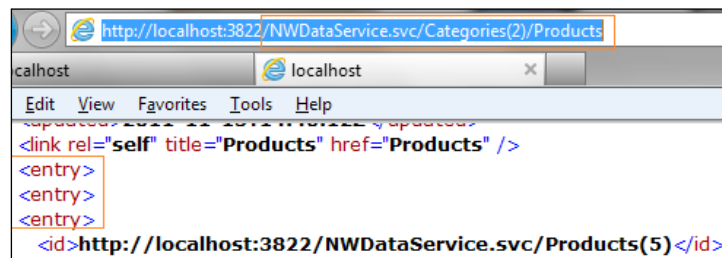 http://localhost:3822/NWDataService.svc/Categories(2)/Products
calhost
localhost
Edit View Favorites Tools Help
<link rel="self" title="Products" href="Products" />
<entry>
<entry>
<entry>
<id>http://localhost:3822/NWDataService.svc/Products(5)</id>